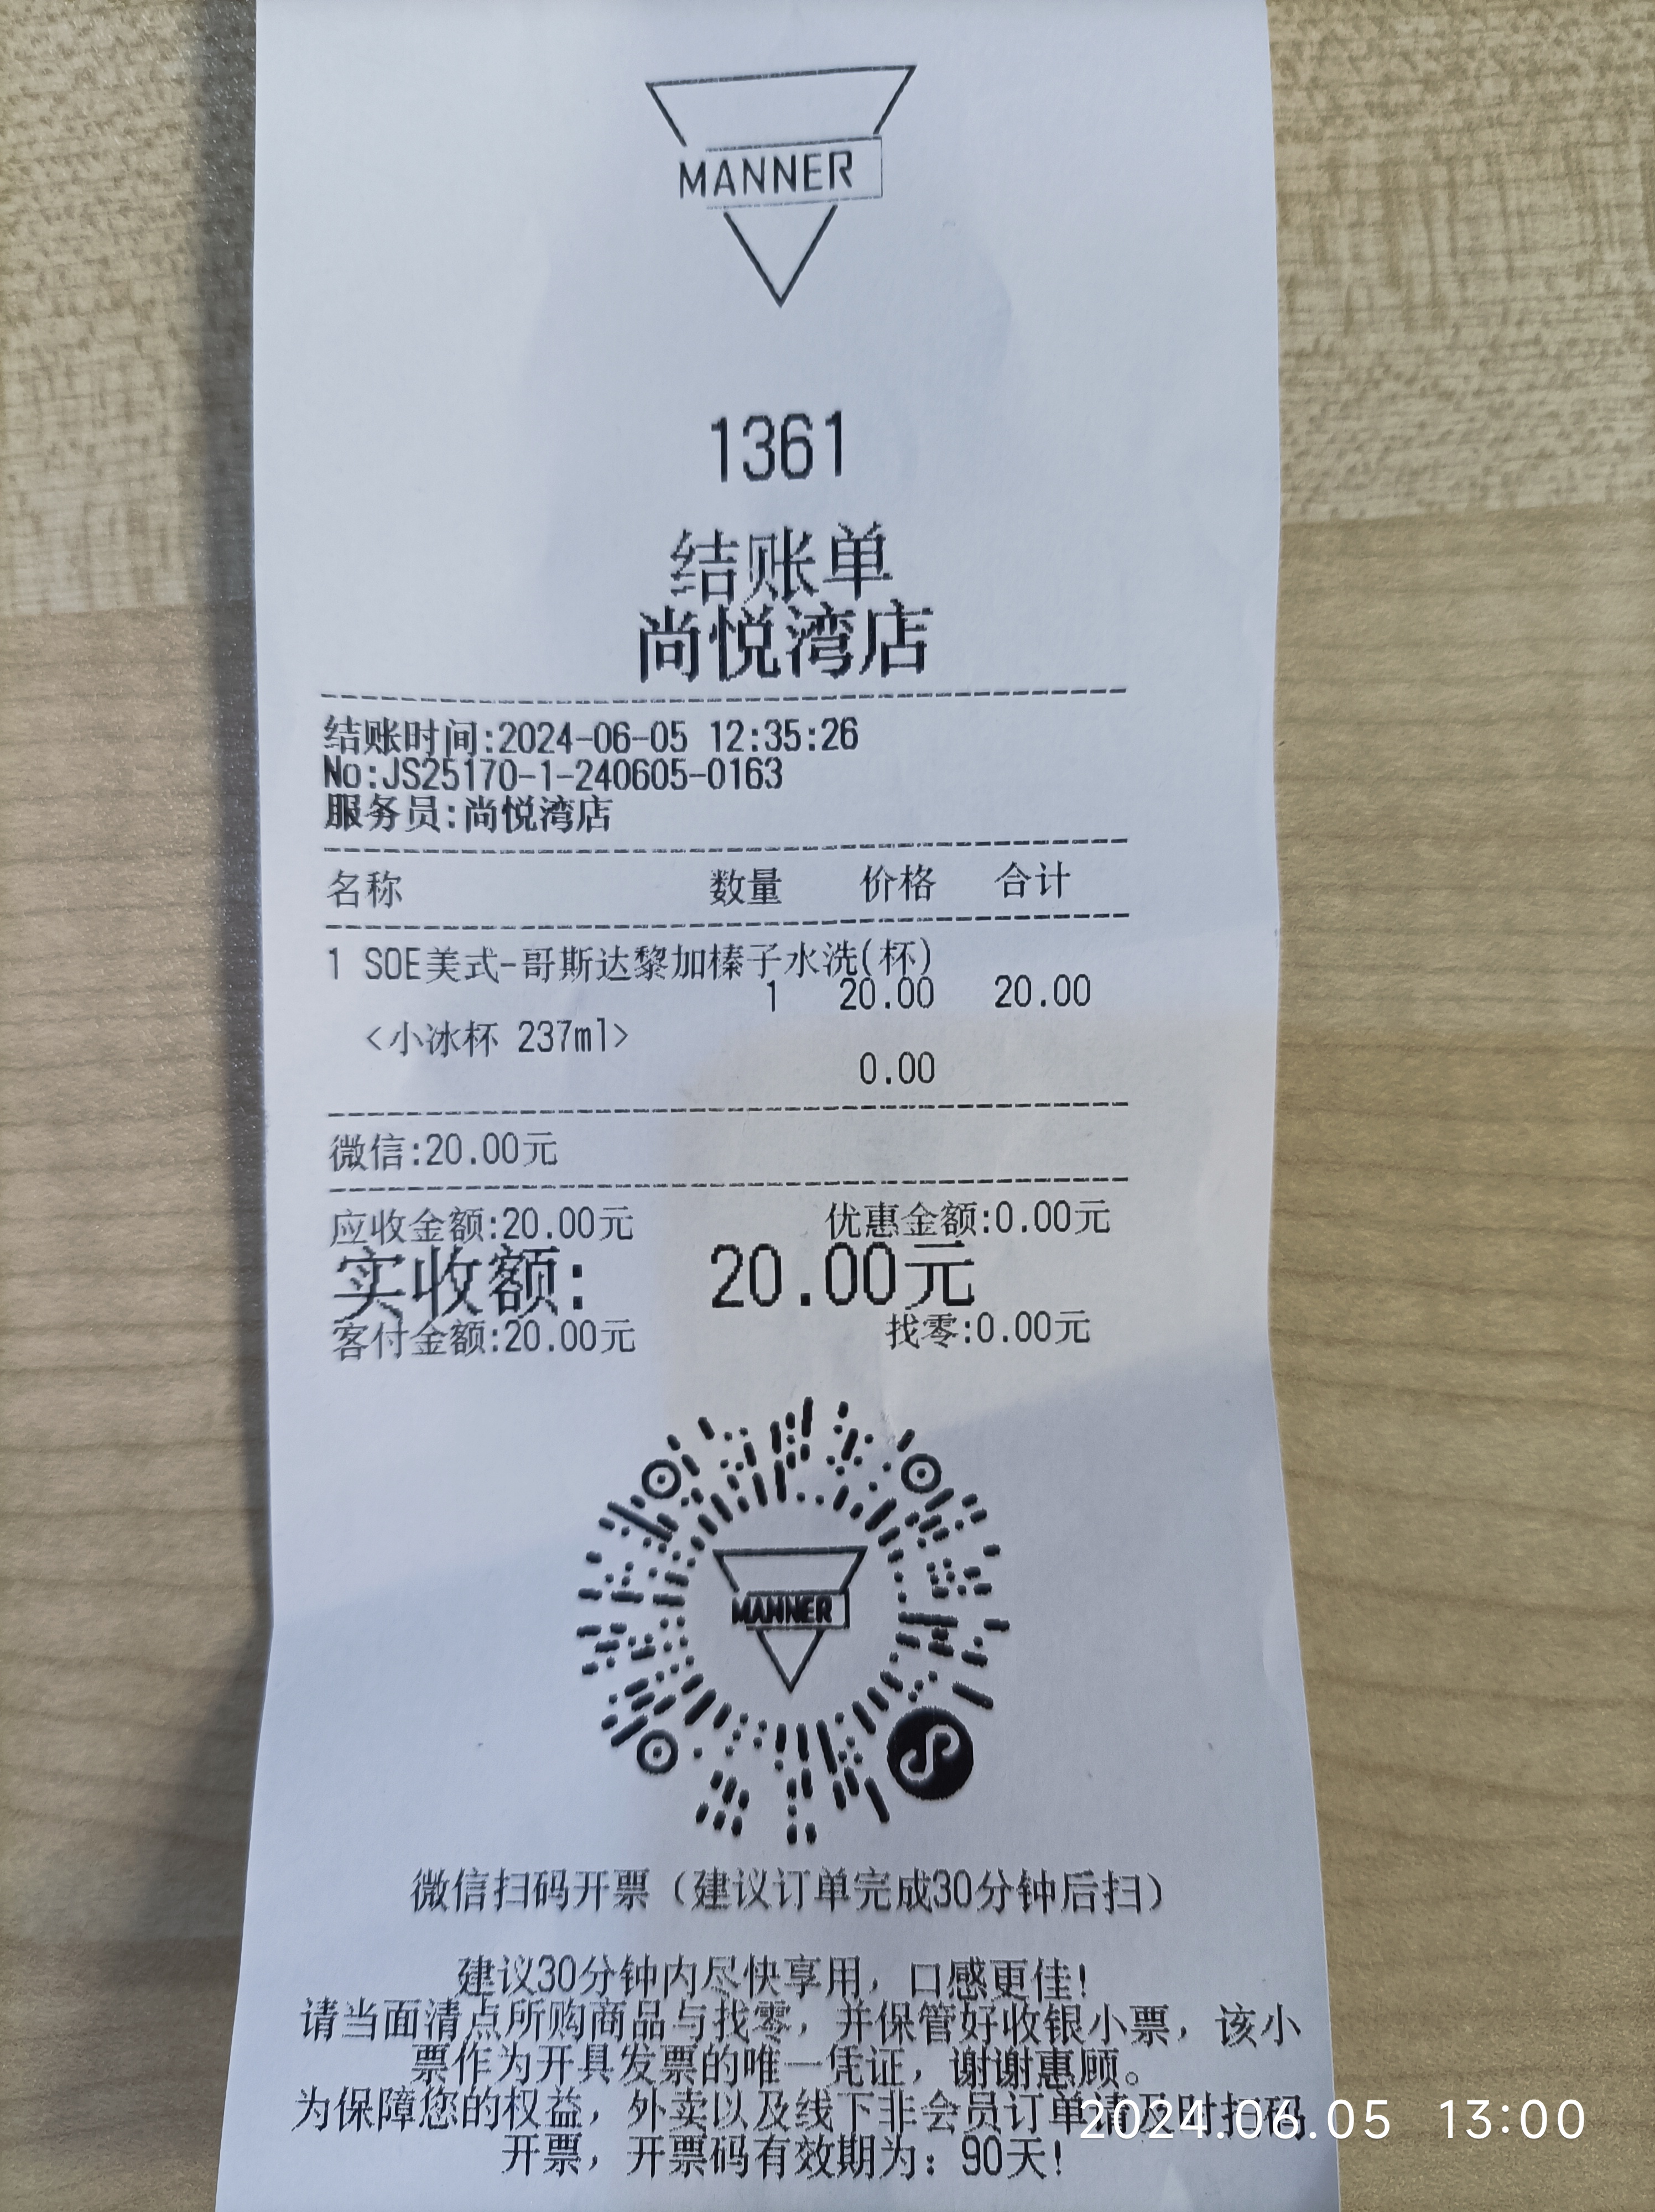 MANNER
1361
结账单
尚悦湾店
结账时间:2024-06-05 12:35:26
No:JS25170-1-240605-0163
服务员:尚悦湾店
名称 数量 价格 合计
1 SOE美式-哥斯达黎加榛子水洗(杯)
1 20.00 20.00
<小冰杯 237ml>
0.00
微信:20.00元
应收金额:20.00元 优惠金额:0.00元
实收额: 20.00元
客付金额:20.00元 找零:0.00元
MANNER
微信扫码开票（建议订单完成30分钟后扫）
建议30分钟内尽快享用，口感更佳!
请当面清点所购商品与找零，并保管好收银小票，该小
票作为开具发票的唯一凭证，谢谢惠顾。
为保障您的权益，外卖以及线下非会员订单请及时扫码
开票，开票码有效期为：90天!
2024.06.05 13:00